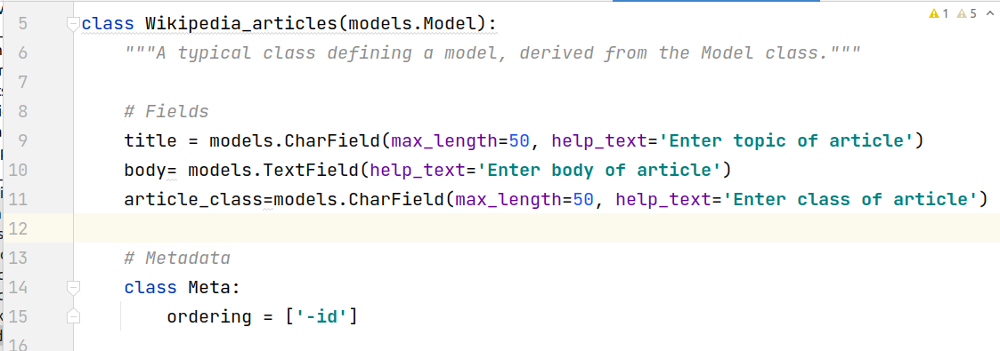 1 5
5 class Wikipedia_articles(models.Model):
6 """A typical class defining a model, derived from the Model class."""
7
8 # Fields
9 title = models.CharField(max_length=50, help_text='Enter topic of article')
10 body= models.TextField(help_text='Enter body of article')
11 article_class=models.CharField(max_length=50, help_text='Enter class of article')
12
13 # Metadata
14 class Meta:
15 ordering = ['-id']
16